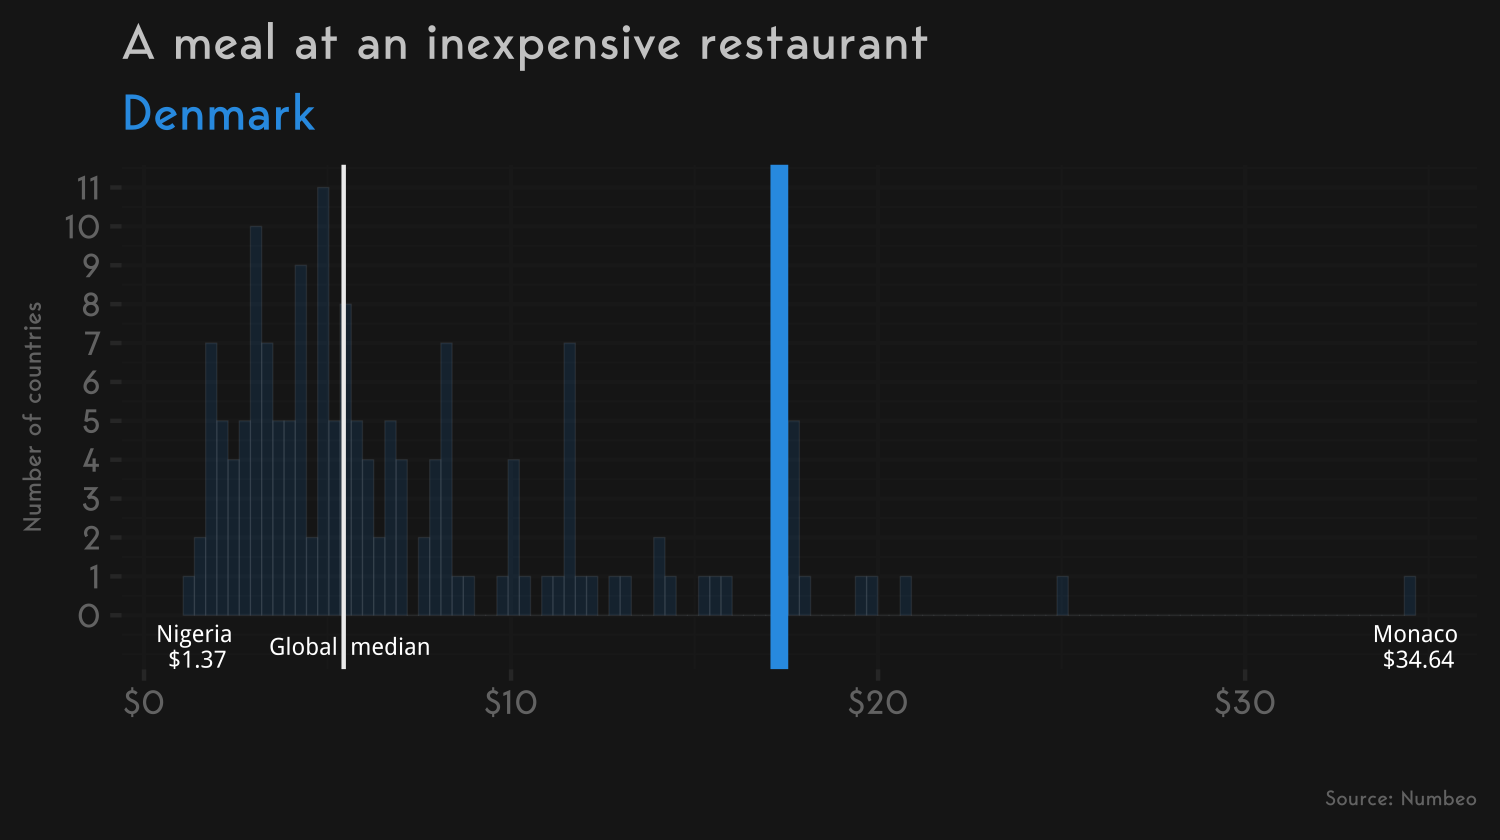 A meal at an inexpensive restaurant
Denmark
Number of countries
11
10
9
8
7
6
5
4
3
2
1
0
Nigeria
$1.37
Global median
Monaco
$34.64
$0 $10 $20 $30
Source: Numbeo